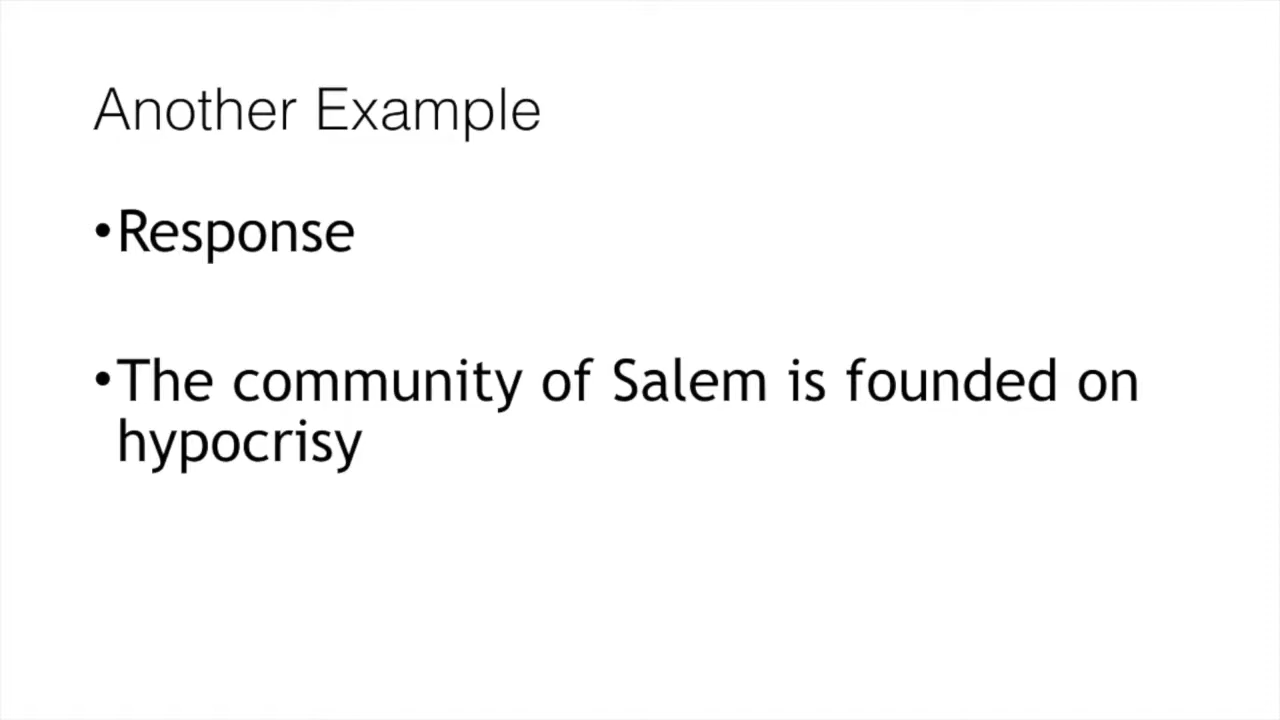 Another Example
•Response
•The community of Salem is founded on
hypocrisy